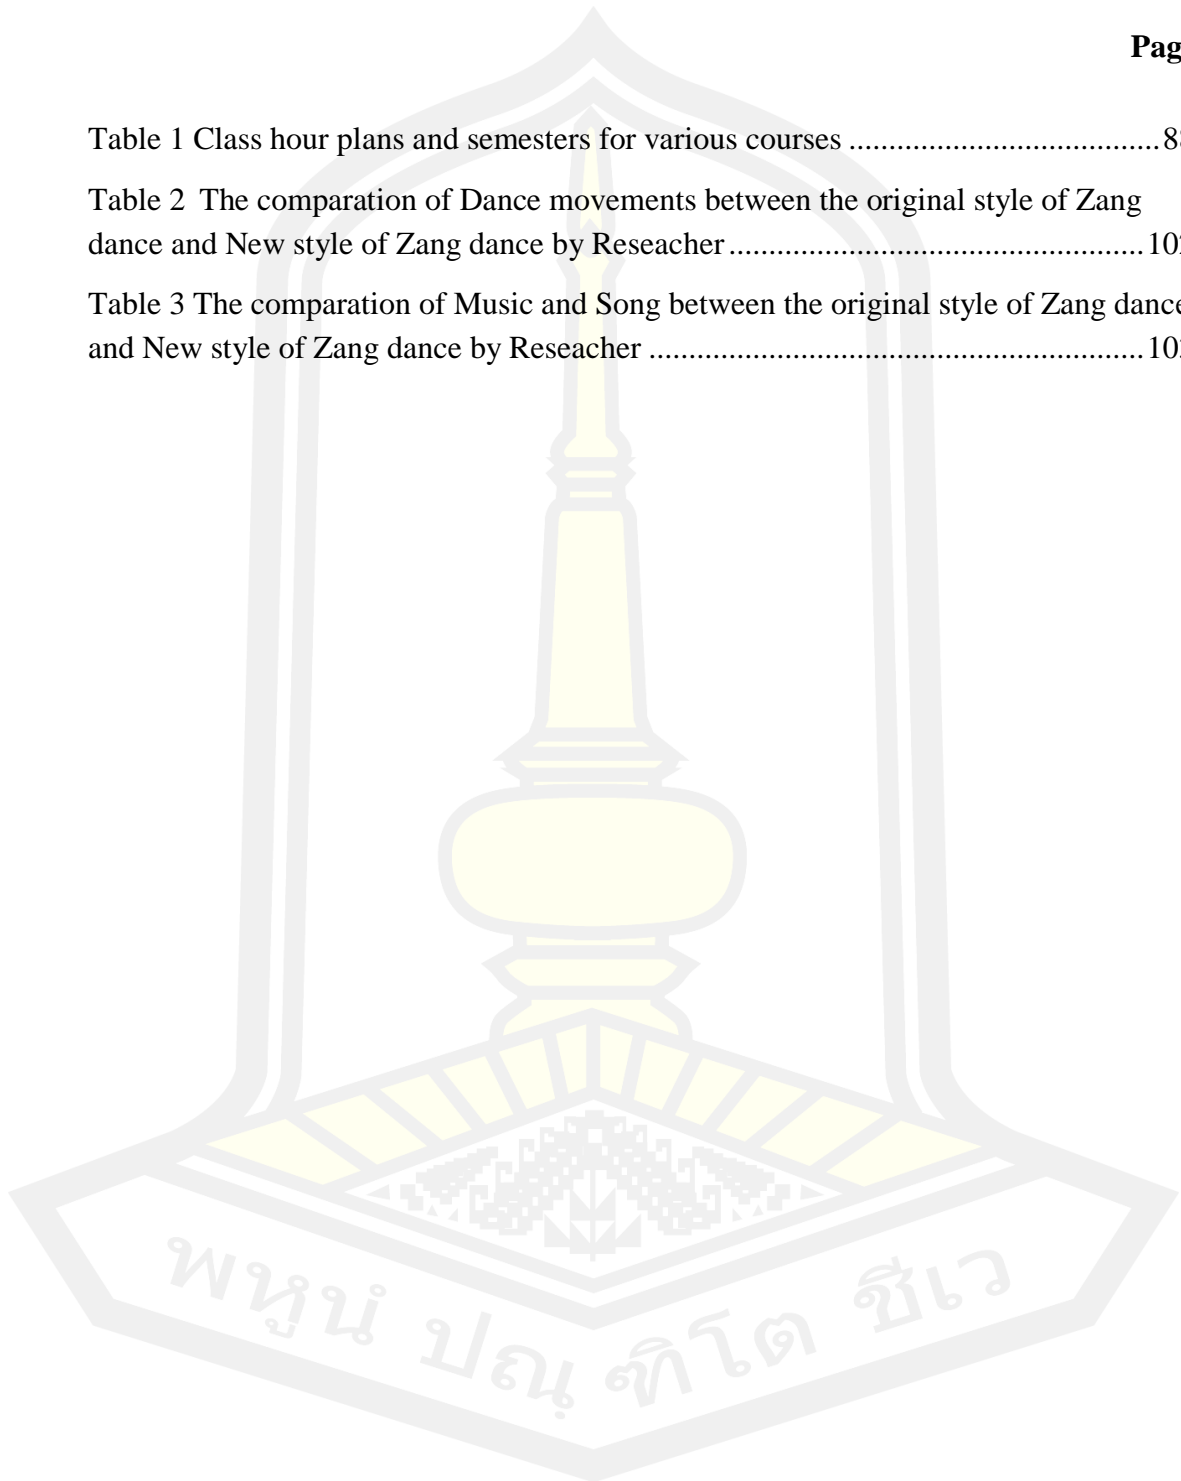 Pag
Table 1 Class hour plans and semesters for various courses ....................................... 88
Table 2  The comparation of Dance movements between the original style of Zang
dance and New style of Zang dance by Reseacher .................................................... 10
Table 3 The comparation of Music and Song between the original style of Zang dance
and New style of Zang dance by Reseacher .............................................................. 10
พหูนํ ปณฺฑิโต ชีเว